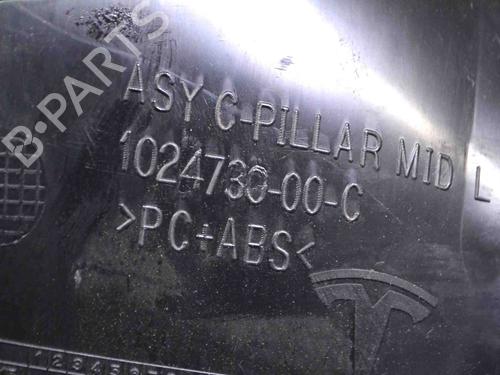 B-PARTS
ASY C-PILLAR MID L
1024730-00-C
>PC+ABS<